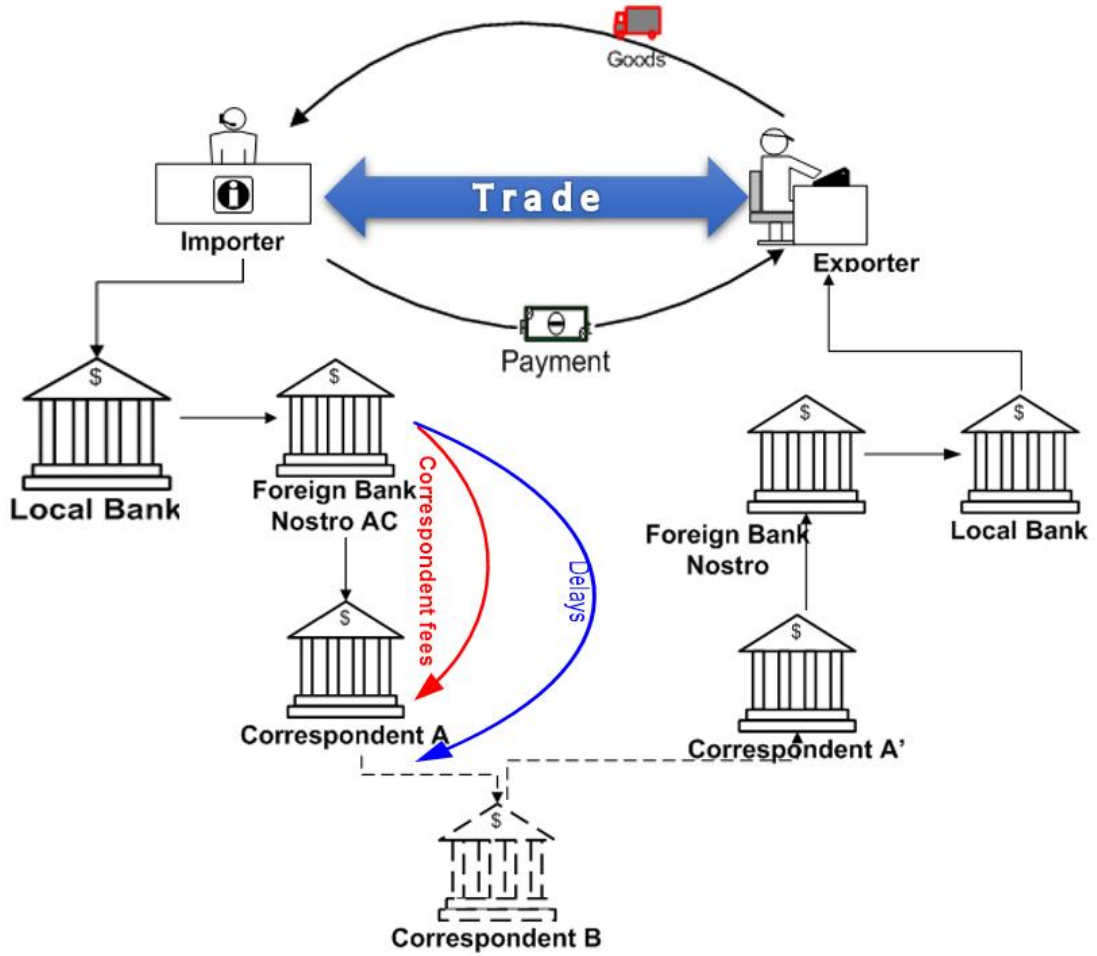 Goods
Trade
Importer
Exporter
Payment
$
$
$
$
Local Bank
Foreign Bank
Nostro AC
Correspondent fees
Delays
Foreign Bank
Nostro
Local Bank
$
$
Correspondent A
Correspondent A'
$
Correspondent B